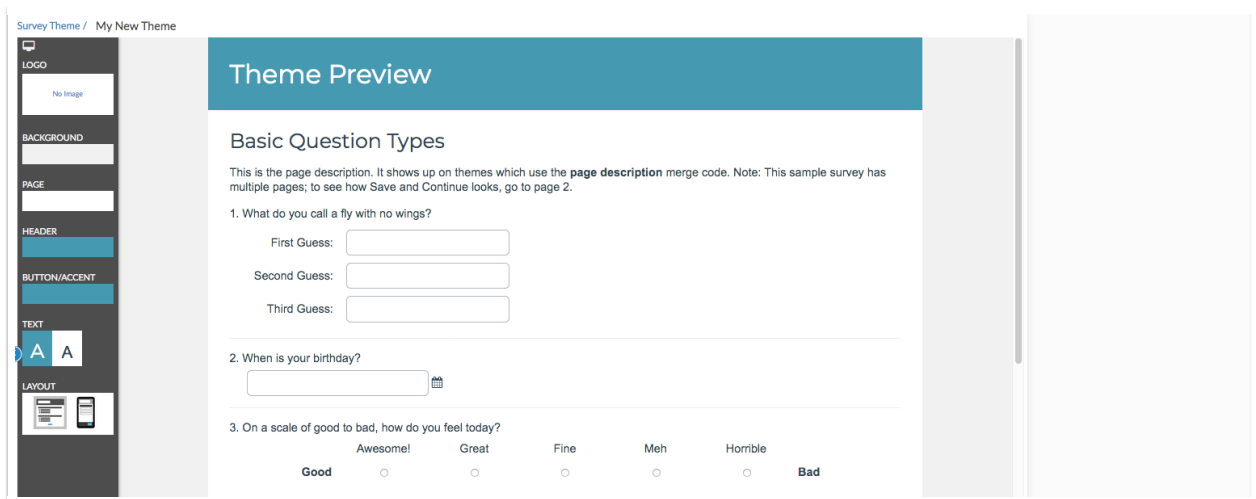 Survey Theme / My New Theme
LOGO
No Image
BACKGROUND
PAGE
HEADER
BUTTON/ACCENT
TEXT
A A
LAYOUT
Theme Preview
Basic Question Types
This is the page description. It shows up on themes which use the page description merge code. Note: This sample survey has
multiple pages; to see how Save and Continue looks, go to page 2.
1. What do you call a fly with no wings?
First Guess:
Second Guess:
Third Guess:
2. When is your birthday?
3. On a scale of good to bad, how do you feel today?
Awesome! Great Fine Meh Horrible
Good Bad